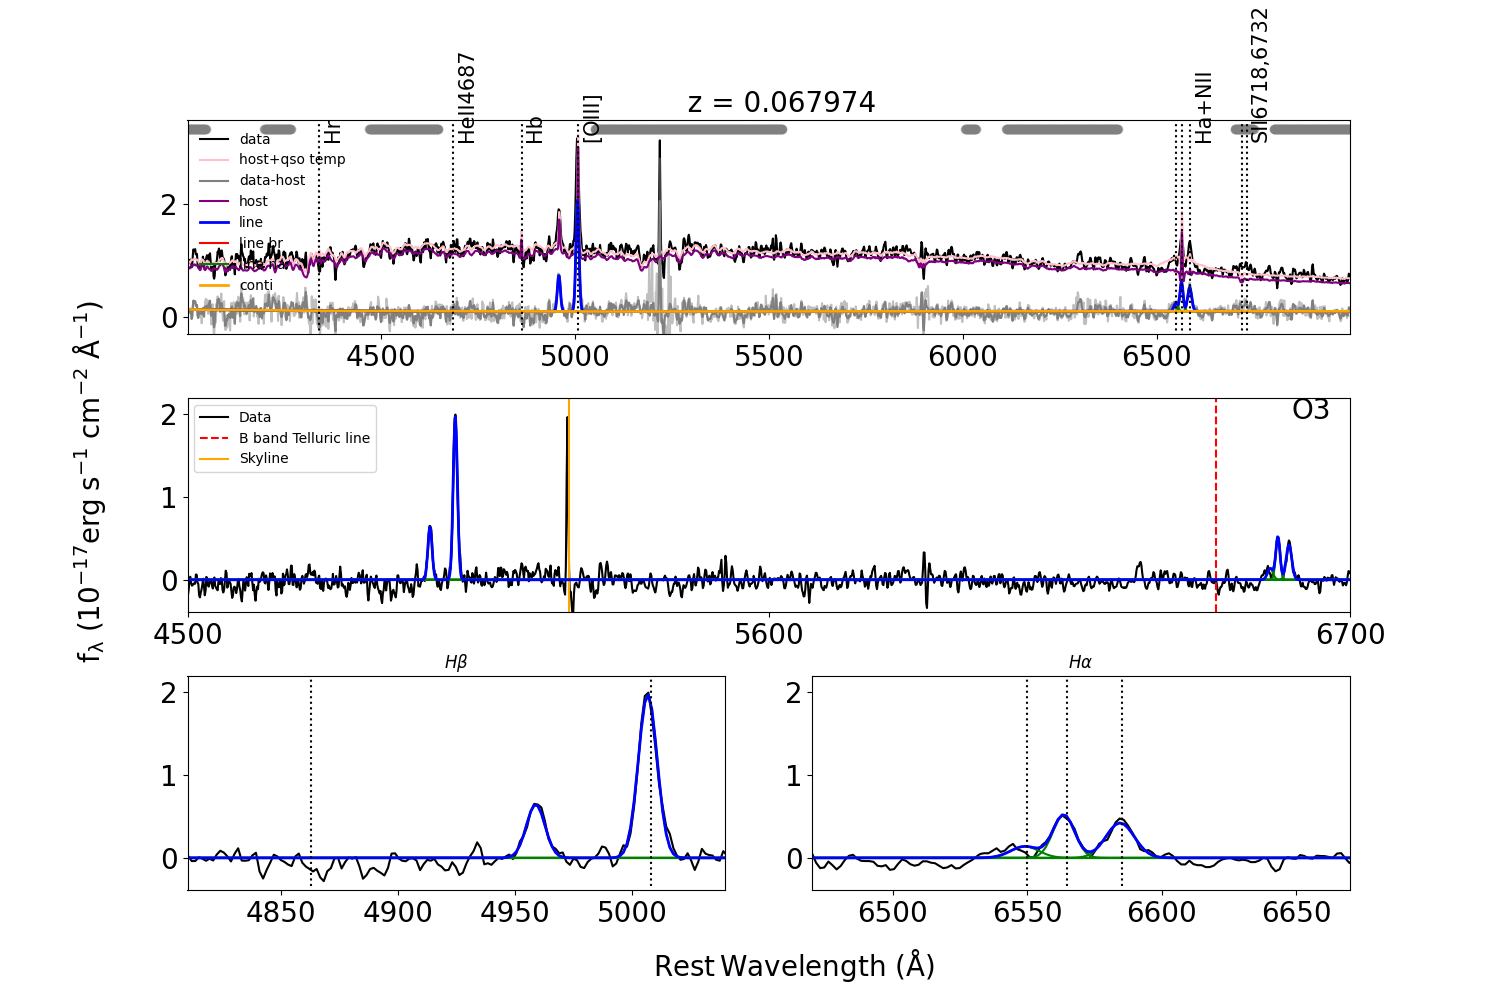 z = 0.067974
Hr
HeII4687
Hb
[OIII]
Ha+NII
SII6718,6732
data
host+qso temp
data-host
host
line
line br
conti
2
0
4500
5000
5500
6000
6500
fλ (10⁻¹⁷erg s⁻¹ cm⁻² Å⁻¹)
O3
Data
B band Telluric line
Skyline
2
1
0
4500
5600
6700
Hβ
2
1
0
4850
4900
4950
5000
Hα
2
1
0
6500
6550
6600
6650
Rest Wavelength (Å)